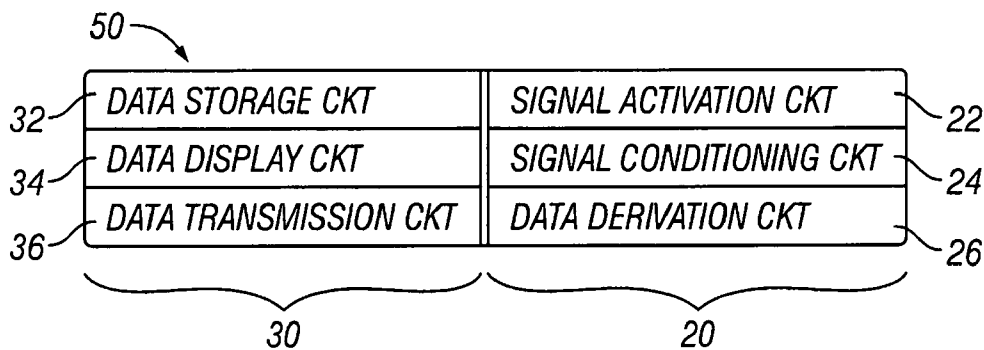 50
32 DATA STORAGE CKT SIGNAL ACTIVATION CKT 22
34 DATA DISPLAY CKT SIGNAL CONDITIONING CKT 24
36 DATA TRANSMISSION CKT DATA DERIVATION CKT 26
30 20